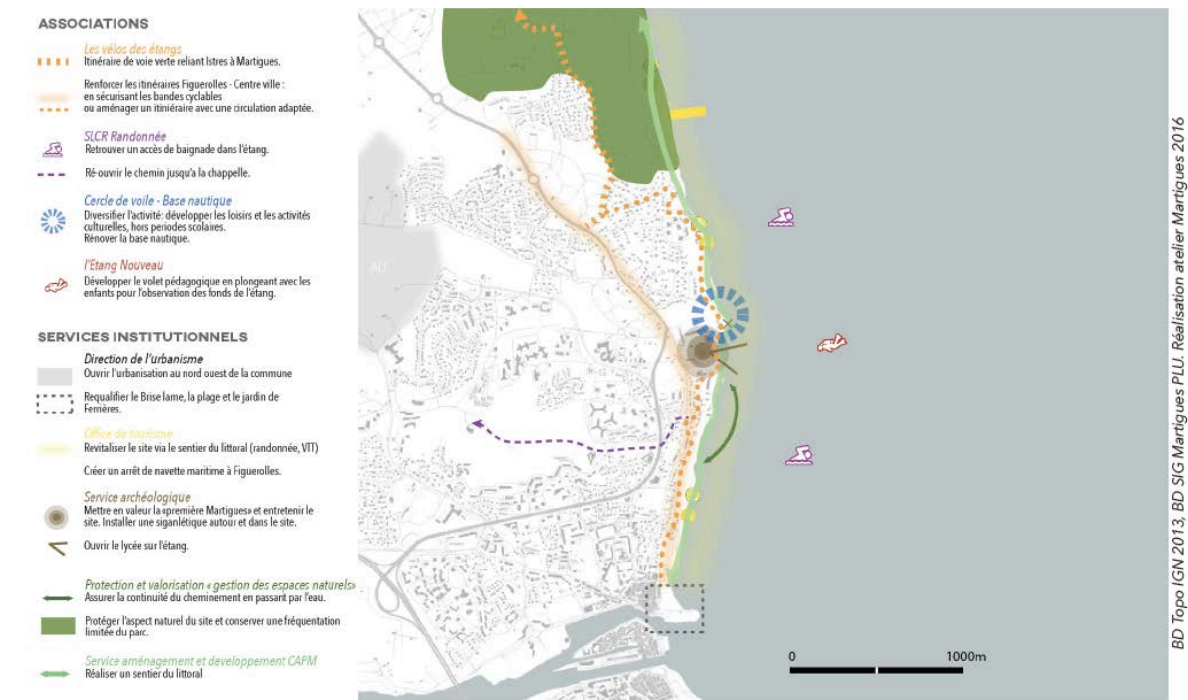 ASSOCIATIONS
Les vélos des étangs
Itinéraire de voie verte reliant Istres à Martigues.
Renforcer les itinéraires Figuerolles - Centre ville :
en sécurisant les bandes cyclables
ou aménager un itiniéraire avec une circulation adaptée.
SLCR Randonnée
Retrouver un accès de baignade dans l'étang.
Ré-ouvrir le chemin jusqu'a la chappelle.
Cercle de voile - Base nautique
Diversifier l'activité: développer les loisirs et les activités
culturelles, hors periodes scolaires.
Rénover la base nautique.
l'Etang Nouveau
Développer le volet pédagogique en plongeant avec les
enfants pour l'observation des fonds de l'étang.
SERVICES INSTITUTIONNELS
Direction de l'urbanisme
Ouvrir l'urbanisation au nord ouest de la commune
Requalifier le Brise lame, la plage et le jardin de
Ferrières.
Office de tourisme
Revitaliser le site via le sentier du littoral (randonnée, VTT)
Créer un arrêt de navette maritime à Figuerolles.
Service archéologique
Mettre en valeur la «première Martigues» et entretenir le
site. Installer une siganlétique autour et dans le site.
Ouvrir le lycée sur l'étang.
Protection et valorisation « gestion des espaces naturels»
Assurer la continuité du cheminement en passant par l'eau.
Protéger l'aspect naturel du site et conserver une fréquentation
limitée du parc.
Service aménagement et developpement CAPM
Réaliser un sentier du littoral
AU
0 1000m
BD Topo IGN 2013, BD SIG Martigues PLU. Réalisation atelier Martigues 2016